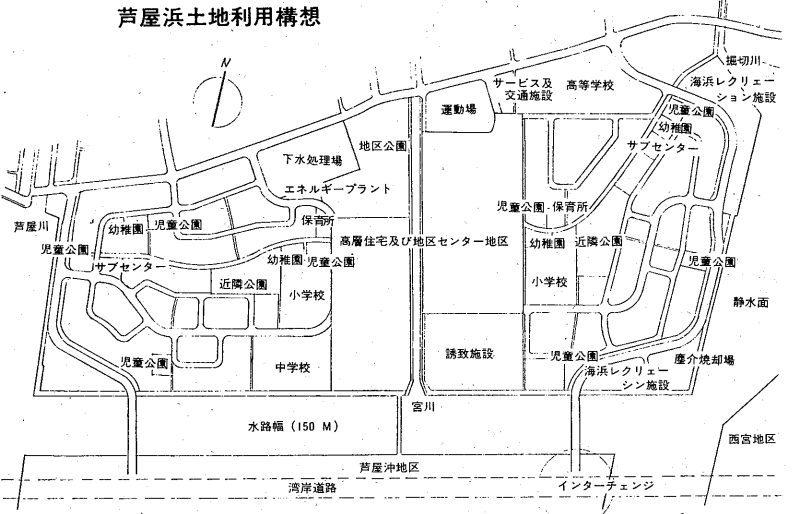 芦屋浜土地利用構想
N
堀切川
海浜レクリェー
ション施設
サービス及
交通施設
高等学校
運動場
児童公園
幼稚園
サブセンター
地区公園
下水処理場
エネルギープラント
児童公園
保育所
保育所
芦屋川
幼稚園
児童公園
高層住宅及び地区センター地区
幼稚園
近隣公園
児童公園
サブセンター
幼稚園
児童公園
児童公園
近隣公園
小学校
小学校
静水面
児童公園
中学校
誘致施設
児童公園
塵介焼却場
海浜レクリェー
シン施設
宮川
水路幅(150 M)
西宮地区
芦屋沖地区
湾岸道路
インターチェンジ